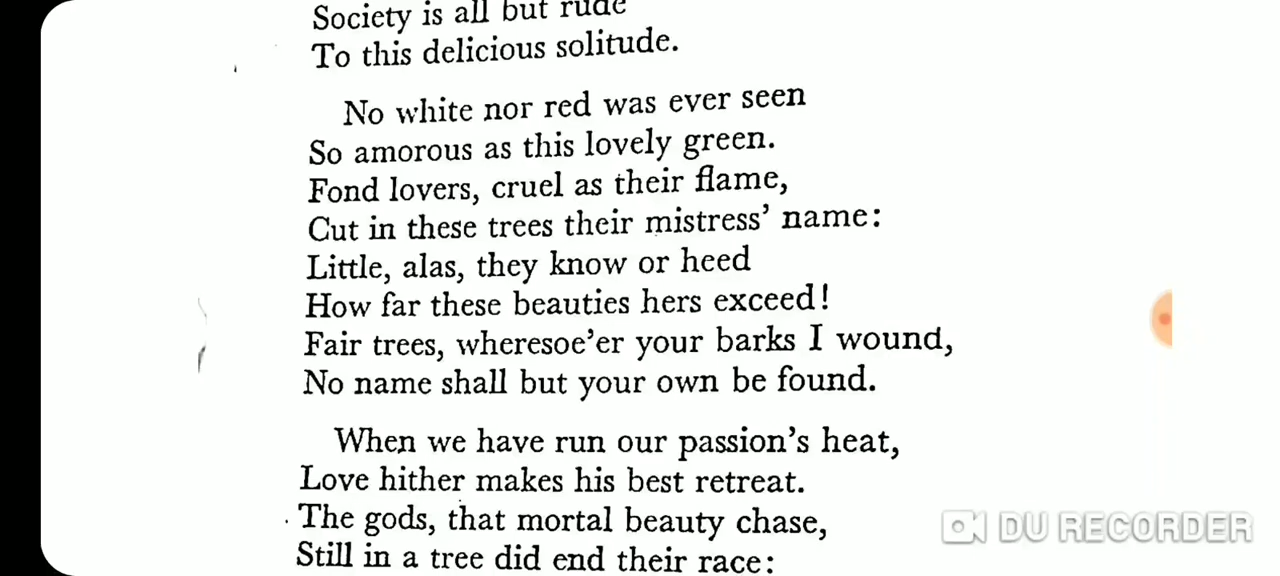 Society is all but rude
To this delicious solitude.
No white nor red was ever seen
So amorous as this lovely green.
Fond lovers, cruel as their flame,
Cut in these trees their mistress’ name:
Little, alas, they know or heed
How far these beauties hers exceed!
Fair trees, wheresoe’er your barks I wound,
No name shall but your own be found.
When we have run our passion’s heat,
Love hither makes his best retreat.
The gods, that mortal beauty chase,
Still in a tree did end their race:
DU RECORDER